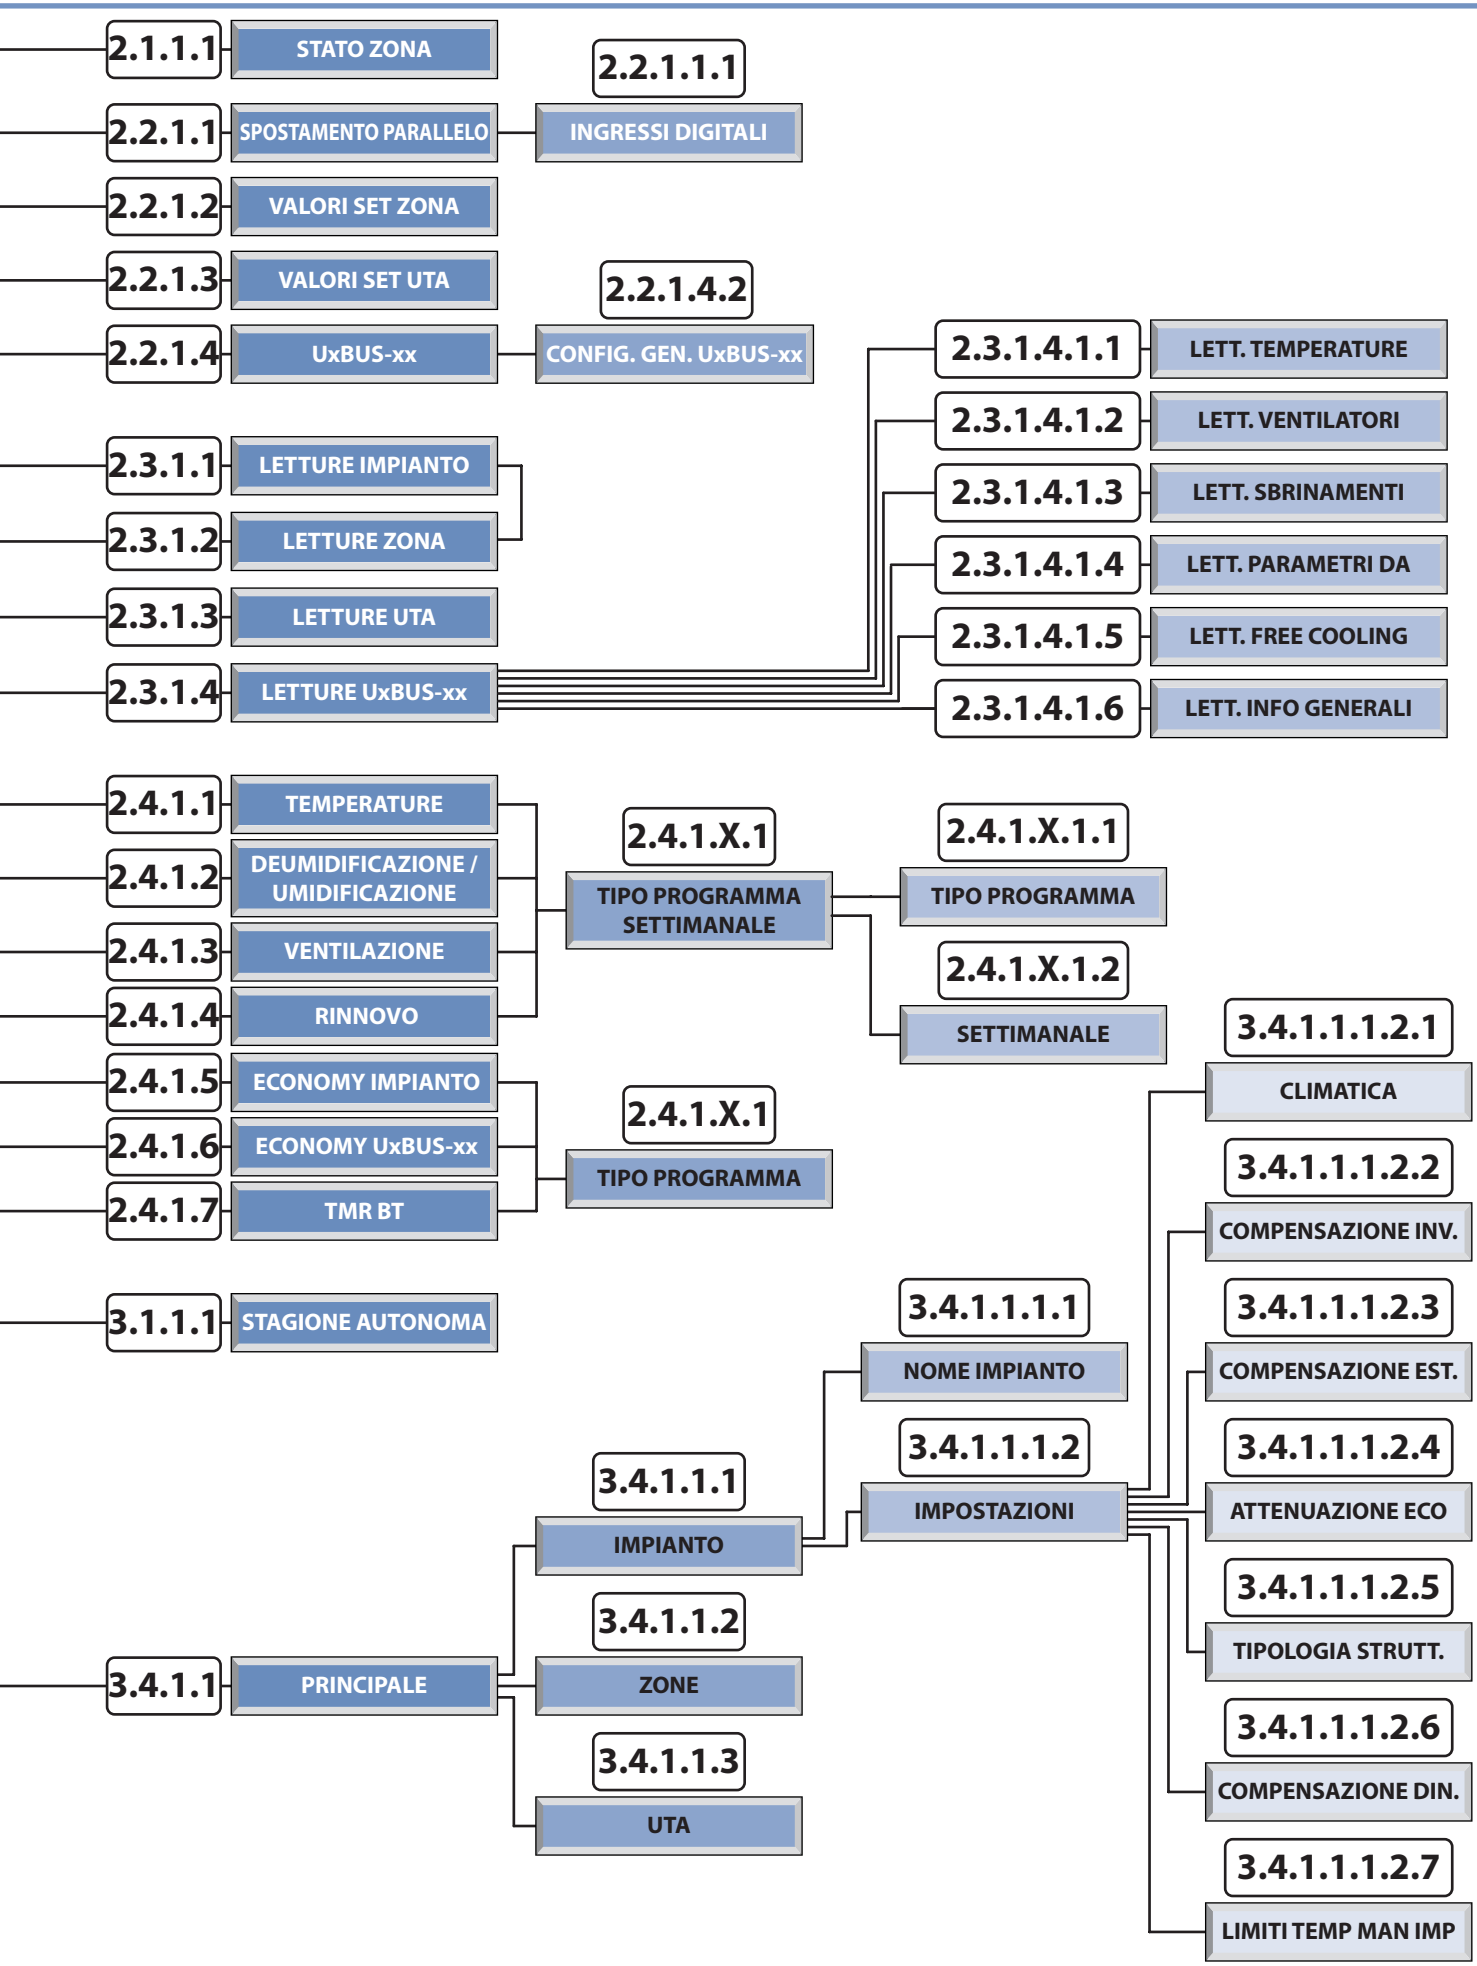 2.1.1.1
STATO ZONA
2.2.1.1.1
2.2.1.1
SPOSTAMENTO PARALLELO
INGRESSI DIGITALI
2.2.1.2
VALORI SET ZONA
2.2.1.3
VALORI SET UTA
2.2.1.4.2
2.2.1.4
UxBUS-xx
CONFIG. GEN. UxBUS-xx
2.3.1.4.1.1
LETT. TEMPERATURE
2.3.1.4.1.2
LETT. VENTILATORI
2.3.1.1
LETTURE IMPIANTO
2.3.1.4.1.3
LETT. SBRINAMENTI
2.3.1.2
LETTURE ZONA
2.3.1.4.1.4
LETT. PARAMETRI DA
2.3.1.3
LETTURE UTA
2.3.1.4.1.5
LETT. FREE COOLING
2.3.1.4
LETTURE UxBUS-xx
2.3.1.4.1.6
LETT. INFO GENERALI
2.4.1.1
TEMPERATURE
2.4.1.X.1
2.4.1.X.1.1
2.4.1.2
DEUMIDIFICAZIONE /
UMIDIFICAZIONE
TIPO PROGRAMMA
SETTIMANALE
TIPO PROGRAMMA
2.4.1.3
VENTILAZIONE
2.4.1.X.1.2
2.4.1.4
RINNOVO
SETTIMANALE
3.4.1.1.1.2.1
2.4.1.5
ECONOMY IMPIANTO
CLIMATICA
2.4.1.X.1
2.4.1.6
ECONOMY UxBUS-xx
3.4.1.1.1.2.2
TIPO PROGRAMMA
2.4.1.7
TMR BT
COMPENSAZIONE INV.
3.4.1.1.1.1
3.4.1.1.1.2.3
3.1.1.1
STAGIONE AUTONOMA
NOME IMPIANTO
COMPENSAZIONE EST.
3.4.1.1.1.2
3.4.1.1.1.2.4
3.4.1.1.1
IMPOSTAZIONI
ATTENUAZIONE ECO
IMPIANTO
3.4.1.1.1.2.5
3.4.1.1.2
TIPOLOGIA STRUTT.
3.4.1.1
PRINCIPALE
ZONE
3.4.1.1.1.2.6
3.4.1.1.3
COMPENSAZIONE DIN.
UTA
3.4.1.1.1.2.7
LIMITI TEMP MAN IMP